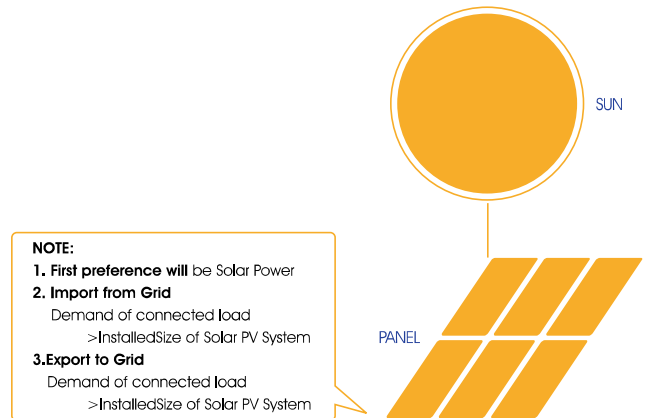 SUN
NOTE:
1. First preference will be Solar Power
2. Import from Grid
Demand of connected load
>InstalledSize of Solar PV System
3.Export to Grid
Demand of connected load
>InstalledSize of Solar PV System
PANEL